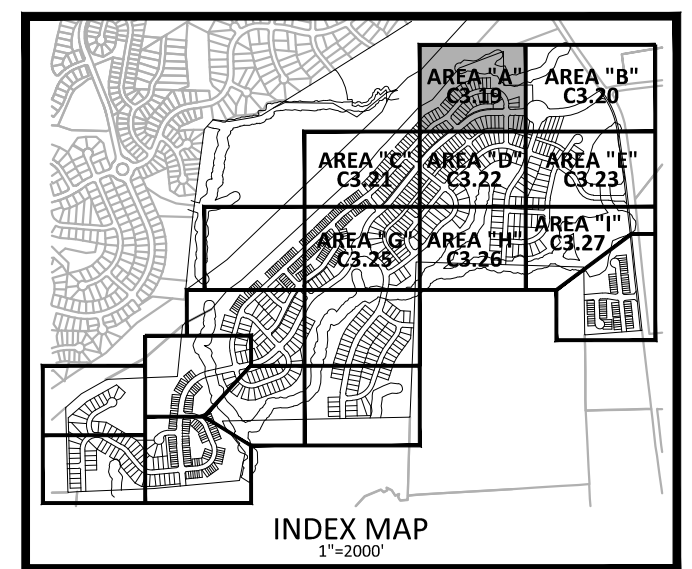 AREA "A"
C3.19
AREA "B"
C3.20
AREA "C"
C3.21
AREA "D"
C3.22
AREA "E"
C3.23
AREA "G"
C3.25
AREA "H"
C3.26
AREA "I"
C3.27
INDEX MAP
1"=2000'